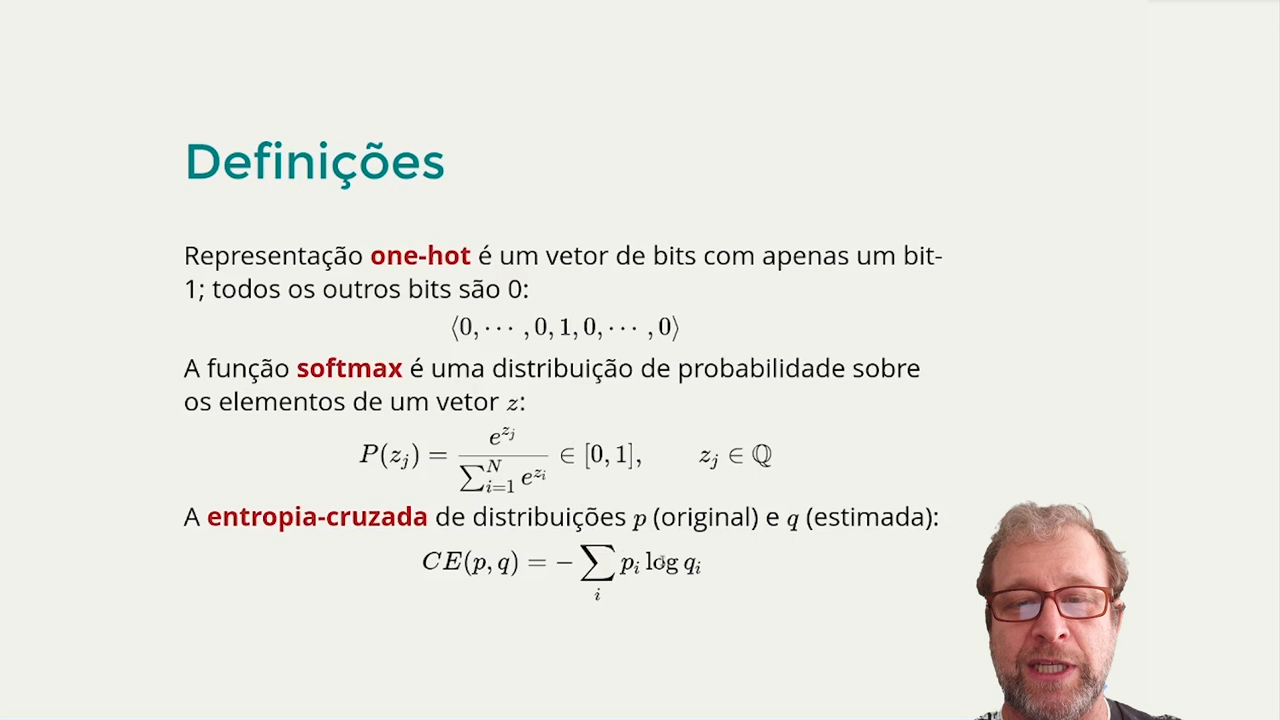 Definições
Representação one-hot é um vetor de bits com apenas um bit-
1; todos os outros bits são 0:
⟨0, ⋯ , 0, 1, 0, ⋯ , 0⟩
A função softmax é uma distribuição de probabilidade sobre
os elementos de um vetor z:
P(z_j) = e^{z_j} / ∑_{i=1}^{N} e^{z_i} ∈ [0, 1], z_j ∈ ℚ
A entropia-cruzada de distribuições p (original) e q (estimada):
CE(p, q) = − ∑_i p_i log q_i